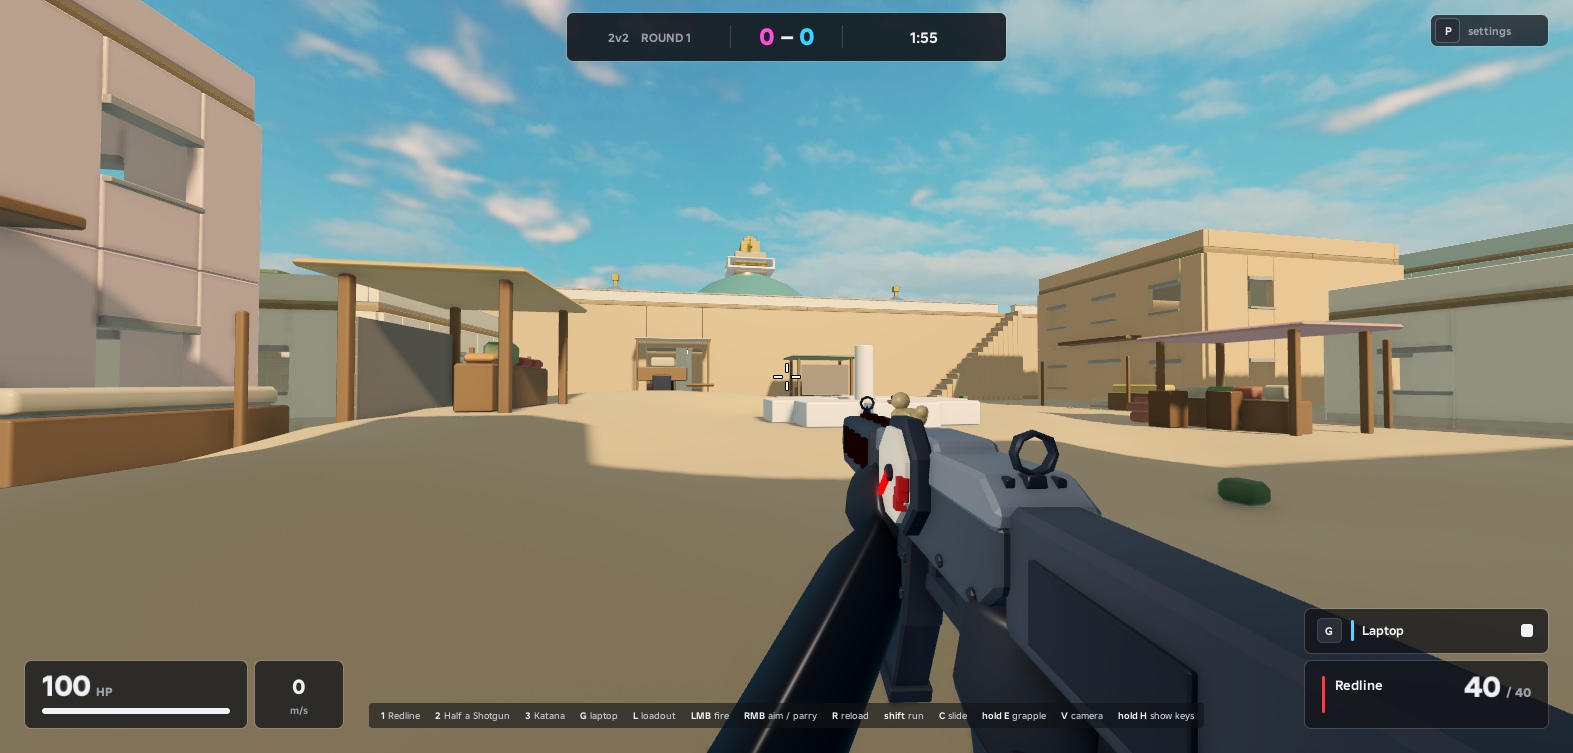 2v2 ROUND 1 0 – 0 1:55
P settings
G Laptop
100 HP
0
m/s
Redline 40 / 40
1 Redline 2 Half a Shotgun 3 Katana G laptop L loadout LMB fire RMB aim / parry R reload shift run C slide hold E grapple V camera hold H show keys